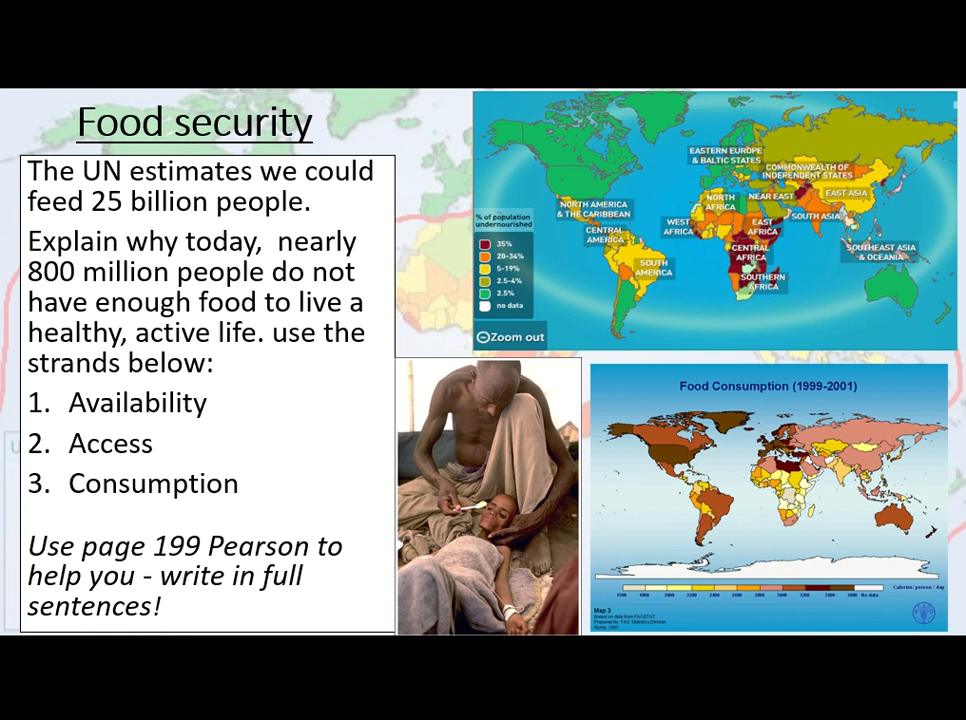 Food security
The UN estimates we could
feed 25 billion people.
Explain why today,  nearly
800 million people do not
have enough food to live a
healthy, active life. use the
strands below:
1. Availability
2. Access
3. Consumption
Use page 199 Pearson to
help you - write in full
sentences!
EASTERN EUROPE
& BALTIC STATES
COMMONWEALTH OF
INDEPENDENT STATES
NORTH AMERICA
& THE CARIBBEAN
NORTH
AFRICA
NEAR EAST
EAST ASIA
CENTRAL
AMERICA
WEST
AFRICA
EAST
AFRICA
SOUTH ASIA
CENTRAL
AFRICA
SOUTHEAST ASIA
& OCEANIA
SOUTH
AMERICA
SOUTHERN
AFRICA
% of population
undernourished
35%
20-34%
5-19%
2.5-4%
2.5%
no data
Zoom out
Food Consumption (1999-2001)
Calories / person / day
No data
Map 3
Based on data from FAOSTAT
Prepared by: FAO Statistics Division
Rome, 2003